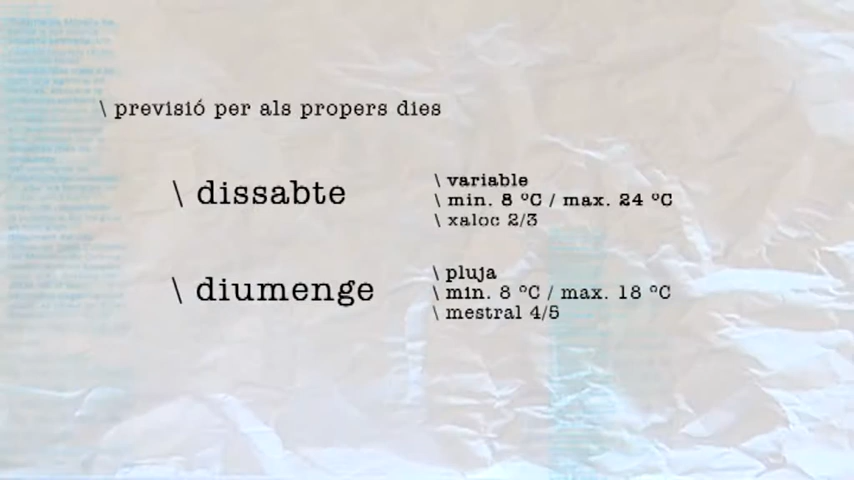 \ previsió per als propers dies
\ dissabte
\ variable
\ min. 8 ºC / max. 24 ºC
\ xaloc 2/3
\ diumenge
\ pluja
\ min. 8 ºC / max. 18 ºC
\ mestral 4/5